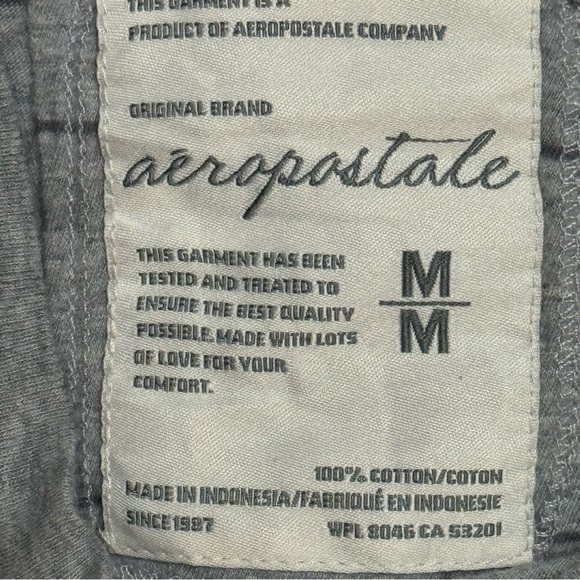 THIS GARMENT IS A
PRODUCT OF AEROPOSTALE COMPANY
ORIGINAL BRAND
aéropostale
THIS GARMENT HAS BEEN
TESTED AND TREATED TO
ENSURE THE BEST QUALITY
POSSIBLE. MADE WITH LOTS
OF LOVE FOR YOUR
COMFORT.
M
M
100% COTTON/COTON
MADE IN INDONESIA/FABRIQUÉ EN INDONESIE
SINCE 1987 WPL 8046 CA 53201